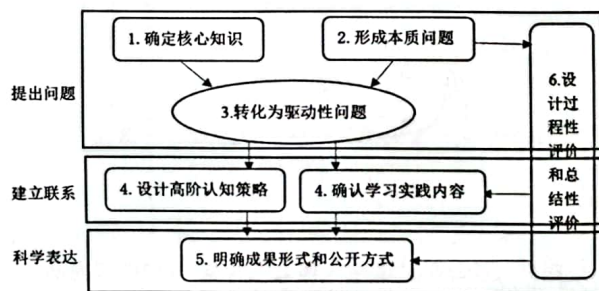 提出问题
1. 确定核心知识
2. 形成本质问题
3.转化为驱动性问题
建立联系
4. 设计高阶认知策略
4. 确认学习实践内容
科学表达
5. 明确成果形式和公开方式
6.设
计过
程性
评价
和总
结性
评价